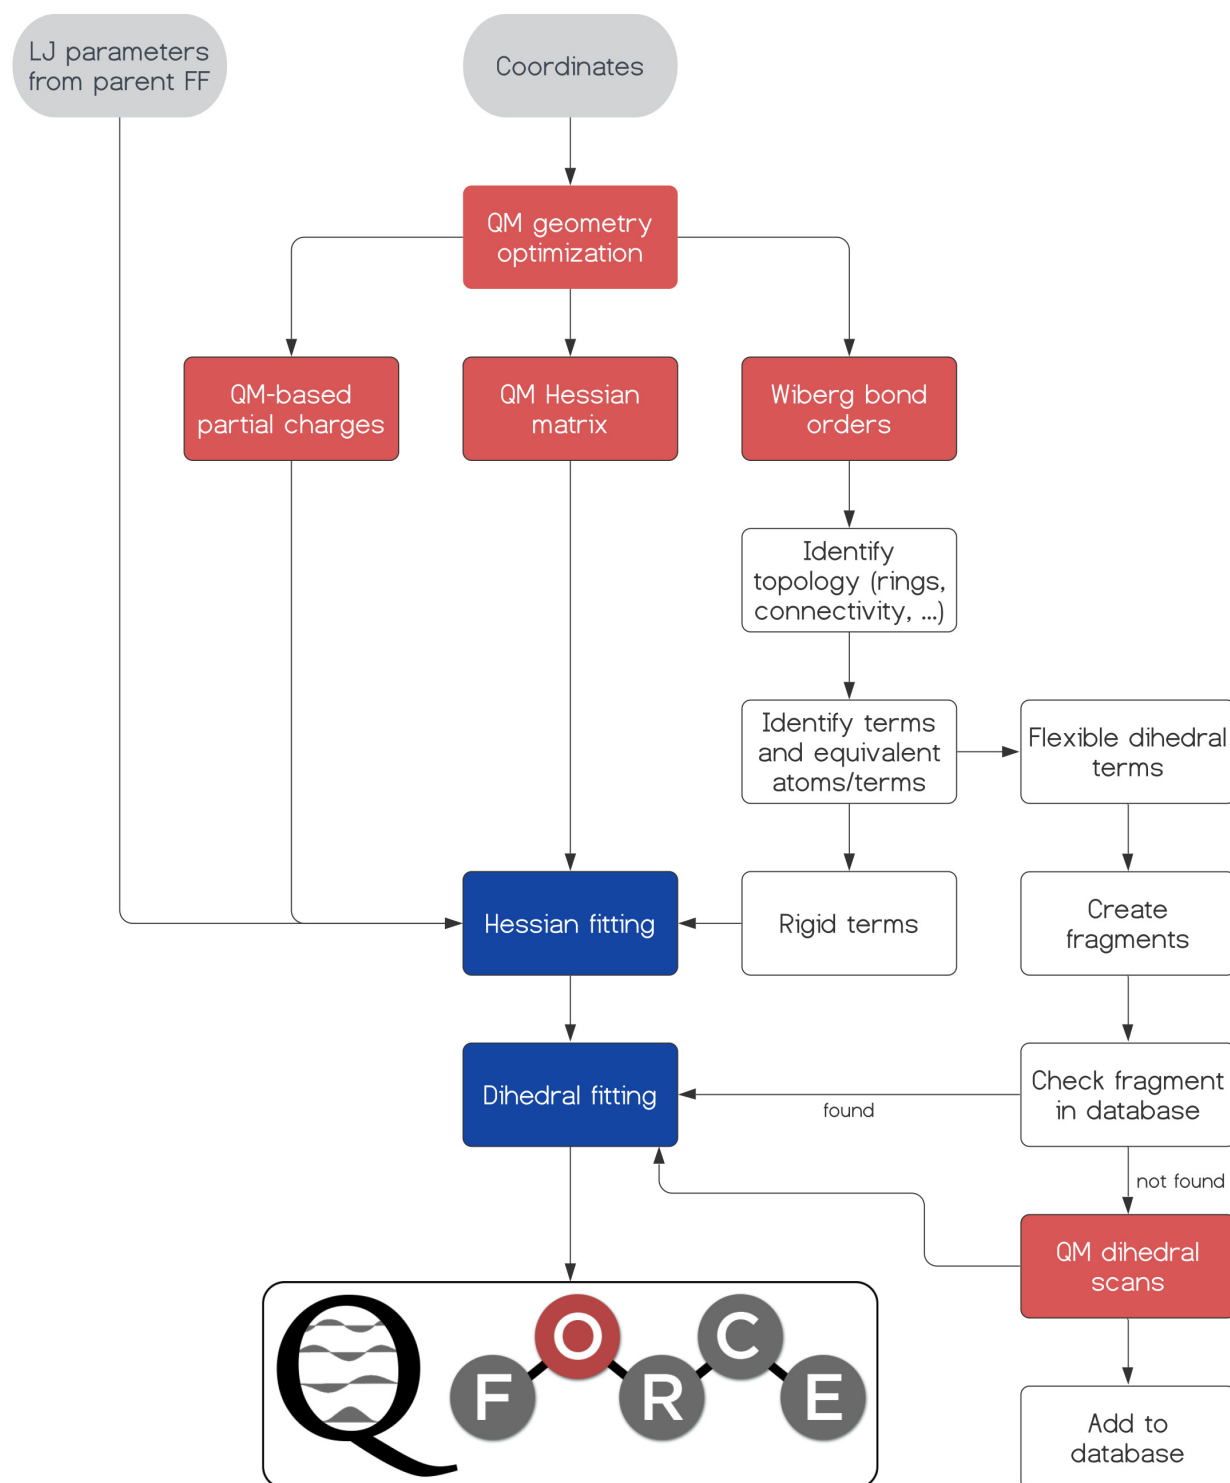 LJ parameters
from parent FF
Coordinates
QM geometry
optimization
QM-based
partial charges
QM Hessian
matrix
Wiberg bond
orders
Identify
topology (rings,
connectivity, ...)
Identify terms
and equivalent
atoms/terms
Flexible dihedral
terms
Hessian fitting
Rigid terms
Create
fragments
Dihedral fitting
found
Check fragment
in database
not found
QM dihedral
scans
Q FORCE
Add to
database